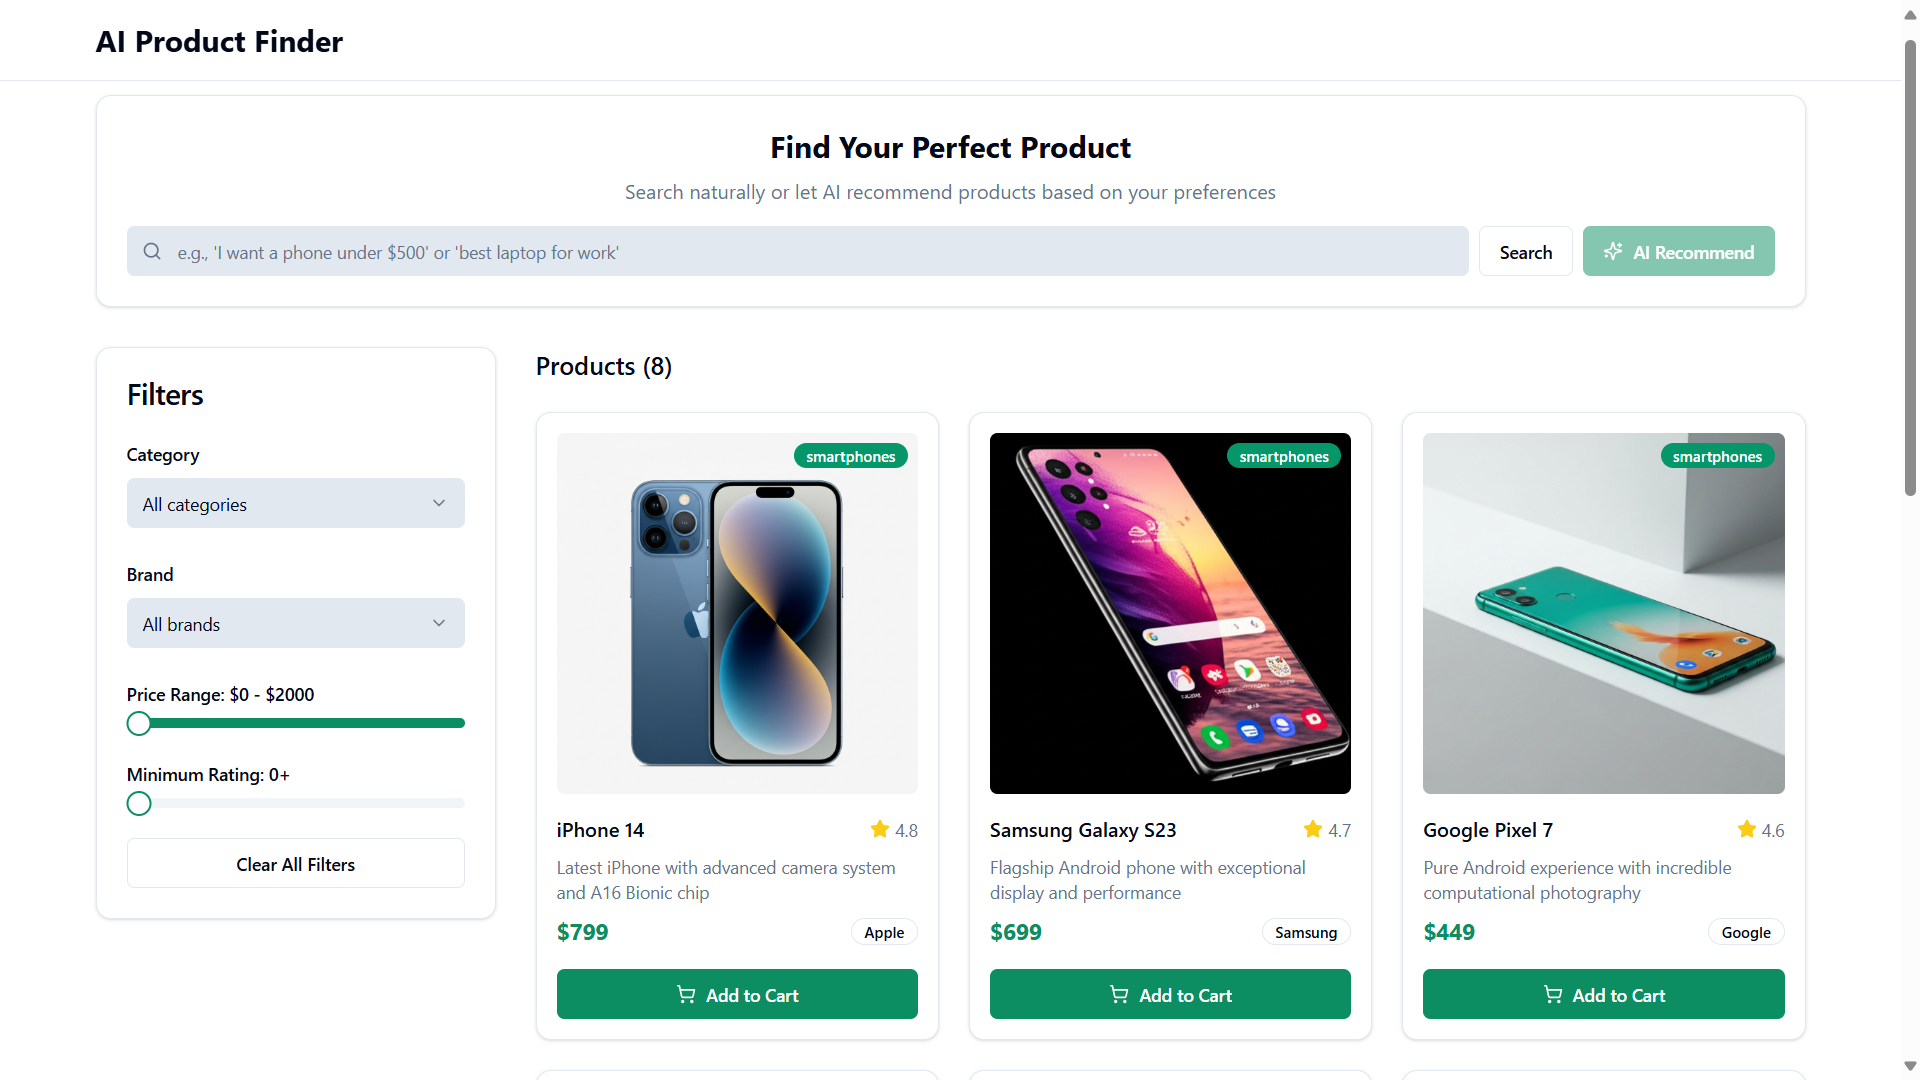 AI Product Finder
Find Your Perfect Product
Search naturally or let AI recommend products based on your preferences
e.g., 'I want a phone under $500' or 'best laptop for work'
Search
AI Recommend
Filters
Category
All categories
Brand
All brands
Price Range: $0 - $2000
Minimum Rating: 0+
Clear All Filters
Products (8)
smartphones
iPhone 14
4.8
Latest iPhone with advanced camera system
and A16 Bionic chip
$799
Apple
Add to Cart
smartphones
Samsung Galaxy S23
4.7
Flagship Android phone with exceptional
display and performance
$699
Samsung
Add to Cart
smartphones
Google Pixel 7
4.6
Pure Android experience with incredible
computational photography
$449
Google
Add to Cart